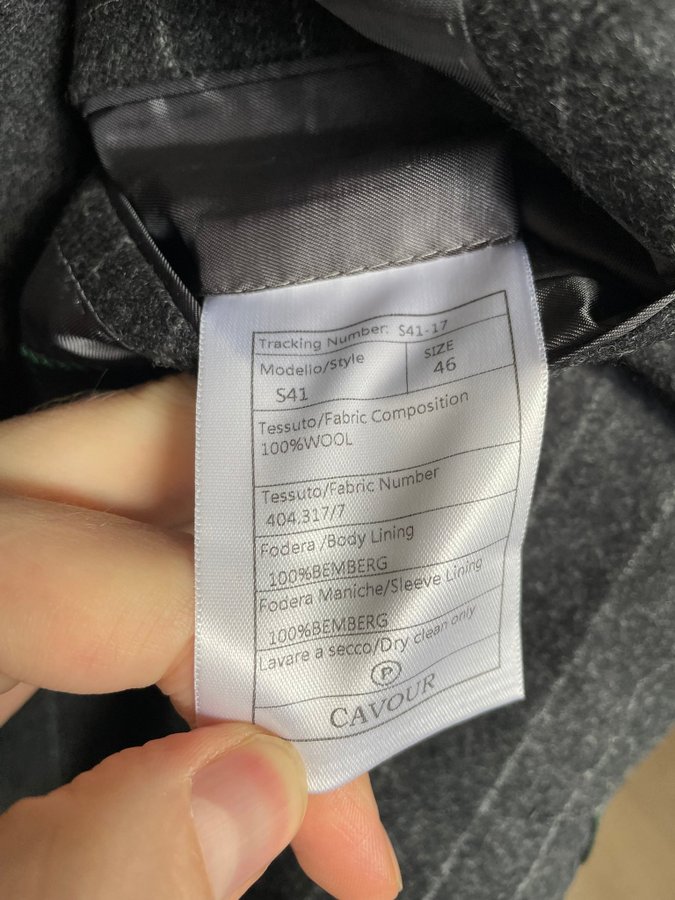 Tracking Number: S41-17
Modello/Style
SIZE
S41
46
Tessuto/Fabric Composition
100%WOOL
Tessuto/Fabric Number
404.317/7
Fodera /Body Lining
100%BEMBERG
Fodera Maniche/Sleeve Lining
100%BEMBERG
Lavare a secco/Dry clean only
P
CAVOUR